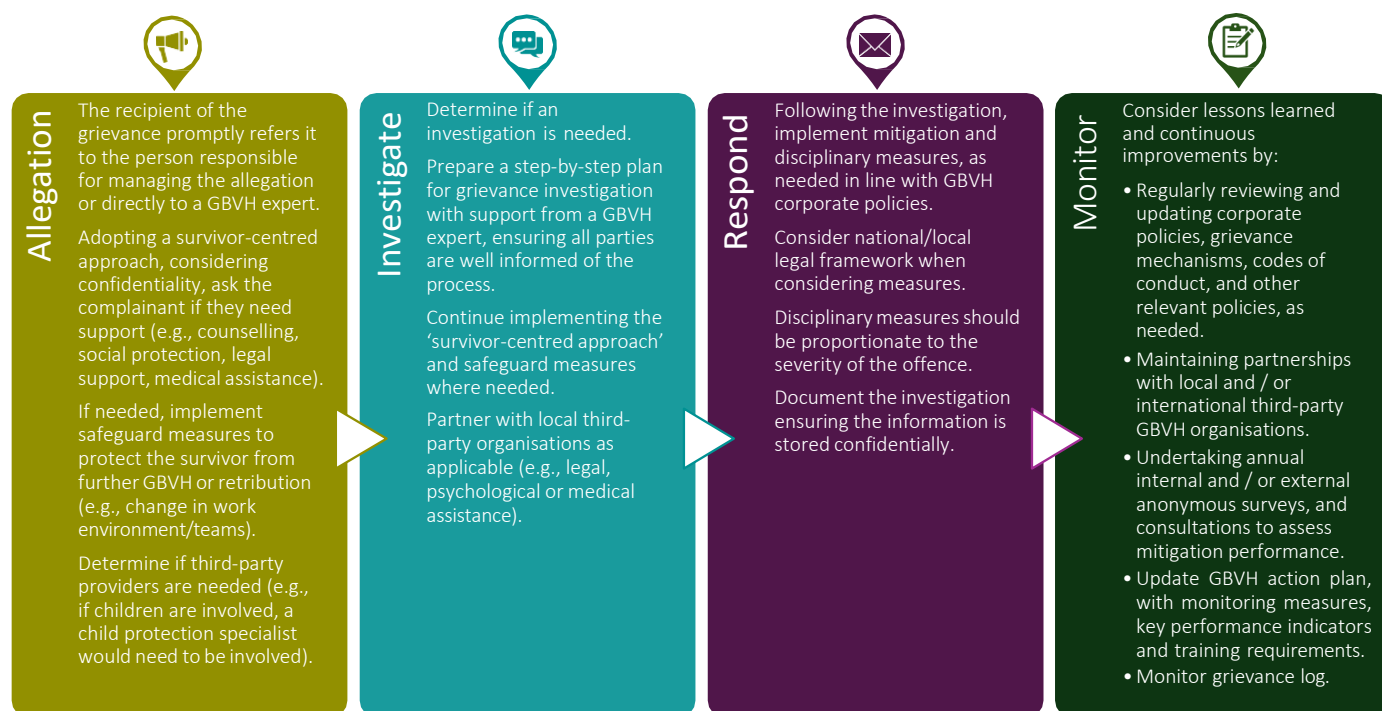 Allegation
The recipient of the
grievance promptly refers it
to the person responsible
for managing the allegation
or directly to a GBVH expert.
Adopting a survivor-centred
approach, considering
confidentiality, ask the
complainant if they need
support (e.g., counselling,
social protection, legal
support, medical assistance).
If needed, implement
safeguard measures to
protect the survivor from
further GBVH or retribution
(e.g., change in work
environment/teams).
Determine if third-party
providers are needed (e.g.,
if children are involved, a
child protection specialist
would need to be involved).
Investigate
Determine if an
investigation is needed.
Prepare a step-by-step plan
for grievance investigation
with support from a GBVH
expert, ensuring all parties
are well informed of the
process.
Continue implementing the
‘survivor-centred approach’
and safeguard measures
where needed.
Partner with local third-
party organisations as
applicable (e.g., legal,
psychological or medical
assistance).
Respond
Following the investigation,
implement mitigation and
disciplinary measures, as
needed in line with GBVH
corporate policies.
Consider national/local
legal framework when
considering measures.
Disciplinary measures should
be proportionate to the
severity of the offence.
Document the investigation
ensuring the information is
stored confidentially.
Monitor
Consider lessons learned
and continuous
improvements by:
• Regularly reviewing and
updating corporate
policies, grievance
mechanisms, codes of
conduct, and other
relevant policies, as
needed.
• Maintaining partnerships
with local and / or
international third-party
GBVH organisations.
• Undertaking annual
internal and / or external
anonymous surveys, and
consultations to assess
mitigation performance.
• Update GBVH action plan,
with monitoring measures,
key performance indicators
and training requirements.
• Monitor grievance log.